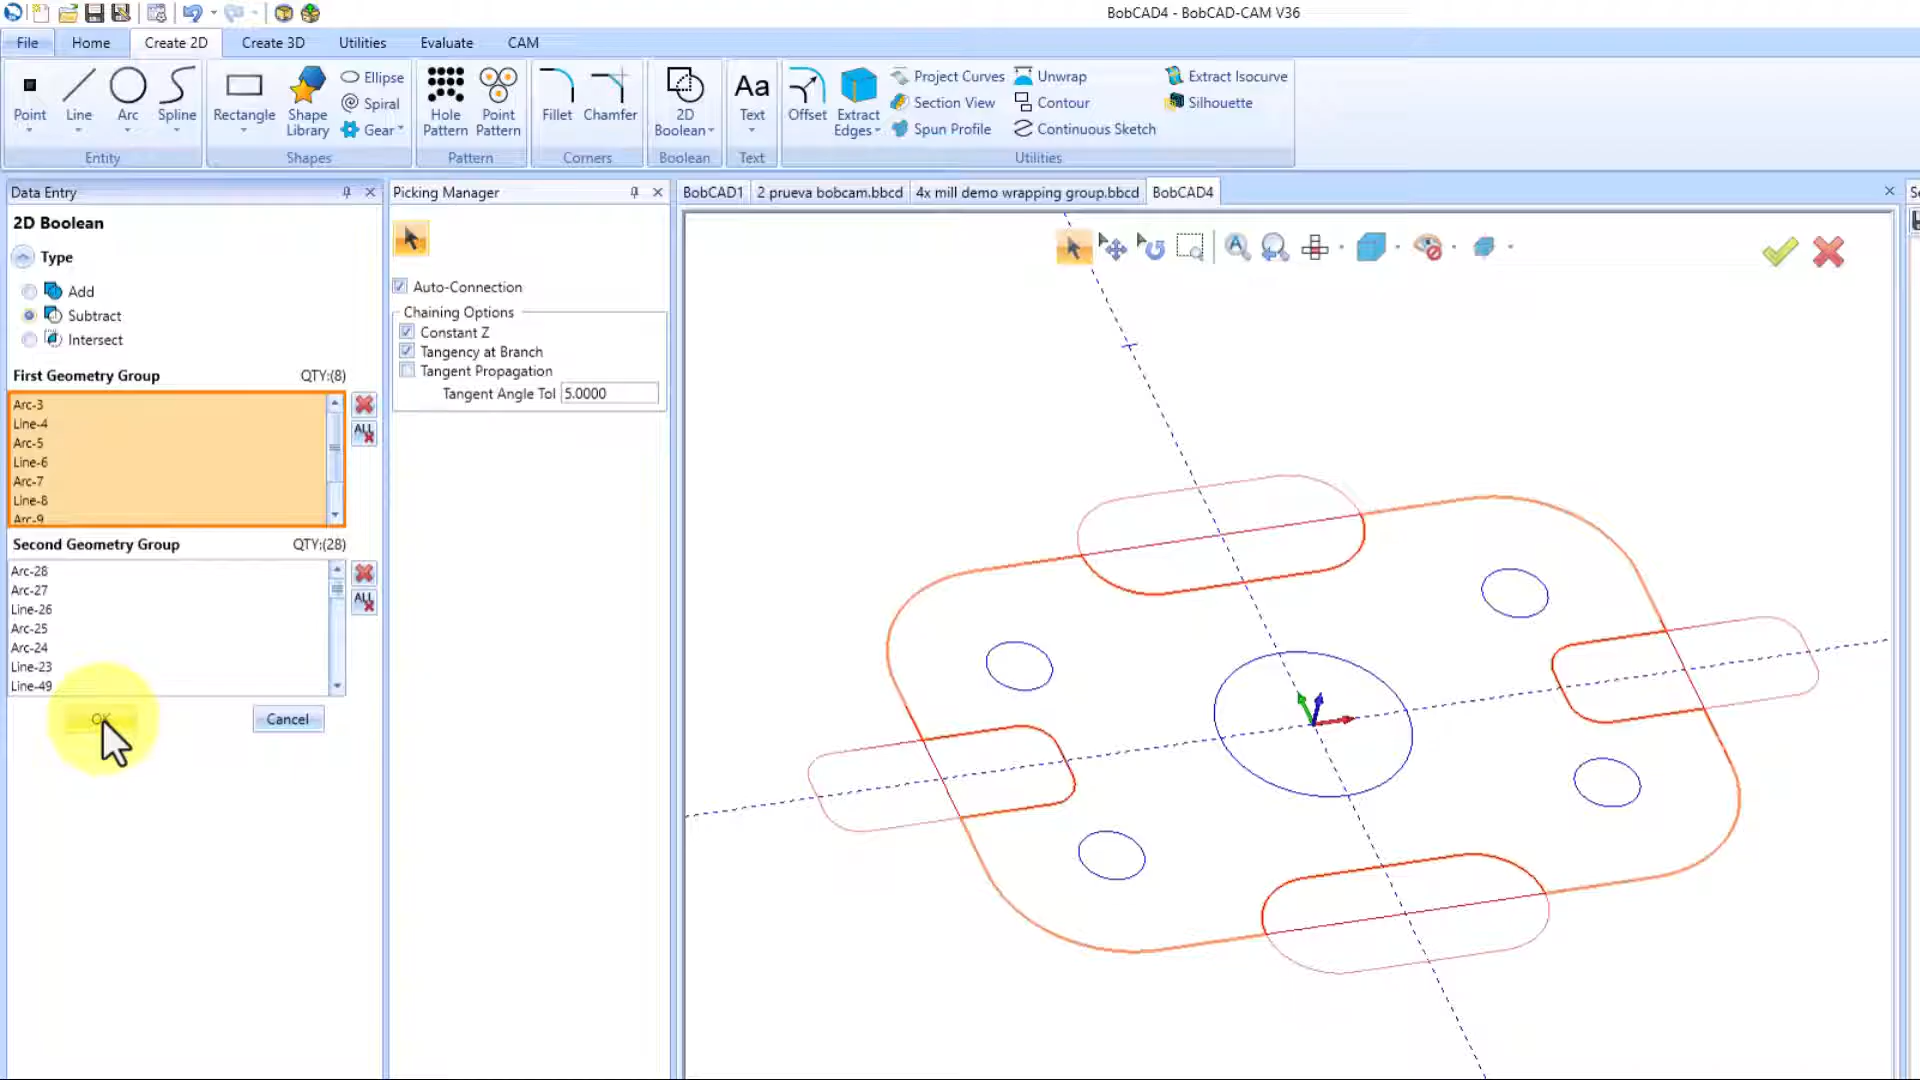 BobCAD4 - BobCAD-CAM V36
File Home Create 2D Create 3D Utilities Evaluate CAM
Point Line Arc Spline
Entity
Rectangle Shape Library Ellipse Spiral Gear
Shapes
Hole Pattern Point Pattern
Pattern
Fillet Chamfer
Corners
2D Boolean
Boolean
Aa
Text
Text
Offset Extract Edges Project Curves Section View Spun Profile Unwrap Contour Continuous Sketch Extract Isocurve Silhouette
Utilities
Data Entry
2D Boolean
Type
Add
Subtract
Intersect
First Geometry Group QTY:(8)
Arc-3
Line-4
Arc-5
Line-6
Arc-7
Line-8
Arc-9
ALL
Second Geometry Group QTY:(28)
Arc-28
Arc-27
Line-26
Arc-25
Arc-24
Line-23
Line-49
ALL
OK Cancel
Picking Manager
Auto-Connection
Chaining Options
Constant Z
Tangency at Branch
Tangent Propagation
Tangent Angle Tol 5.0000
BobCAD1 2 prueva bobcam.bbcd 4x mill demo wrapping group.bbcd BobCAD4